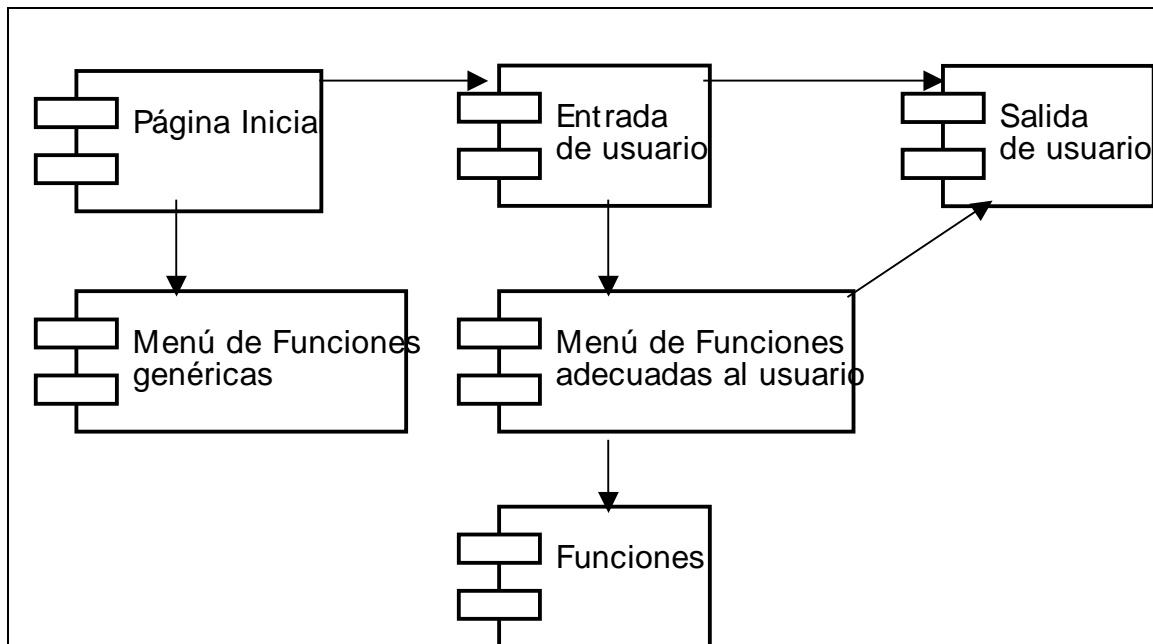 Página Inicia
Entrada
de usuario
Salida
de usuario
Menú de Funciones
genéricas
Menú de Funciones
adecuadas al usuario
Funciones